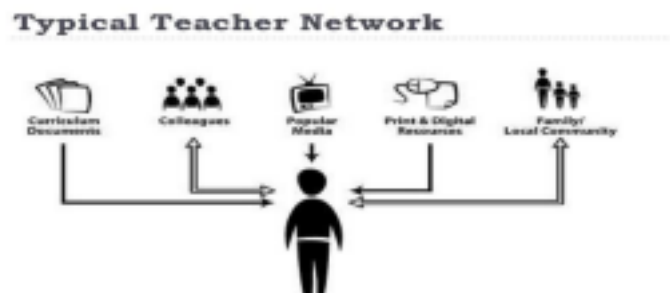 Typical Teacher Network
Curriculum
Documents
Colleagues
Popular
Media
Print & Digital
Resources
Family/
Local Community